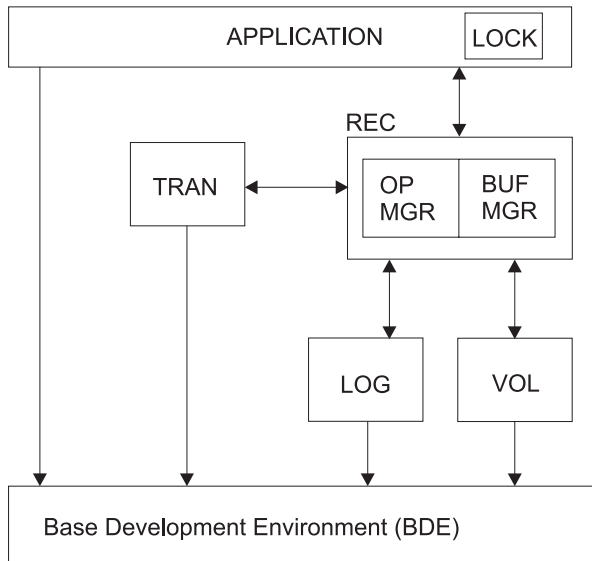 APPLICATION
LOCK
REC
TRAN
OP
MGR
BUF
MGR
LOG
VOL
Base Development Environment (BDE)